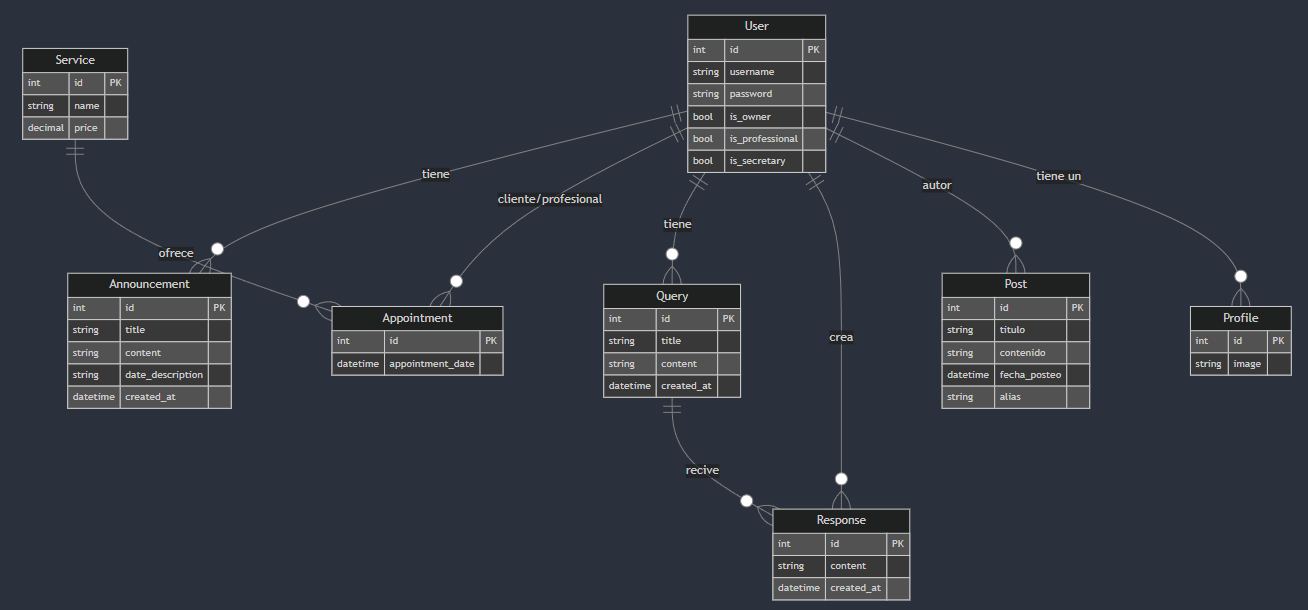 User
int id PK
string username
string password
bool is_owner
bool is_professional
bool is_secretary
Service
int id PK
string name
decimal price
tiene
cliente/profesional
tiene
autor
tiene un
ofrece
crea
Announcement
int id PK
string title
string content
string date_description
datetime created_at
Appointment
int id PK
datetime appointment_date
Query
int id PK
string title
string content
datetime created_at
Post
int id PK
string titulo
string contenido
datetime fecha_posteo
string alias
Profile
int id PK
string image
recive
Response
int id PK
string content
datetime created_at